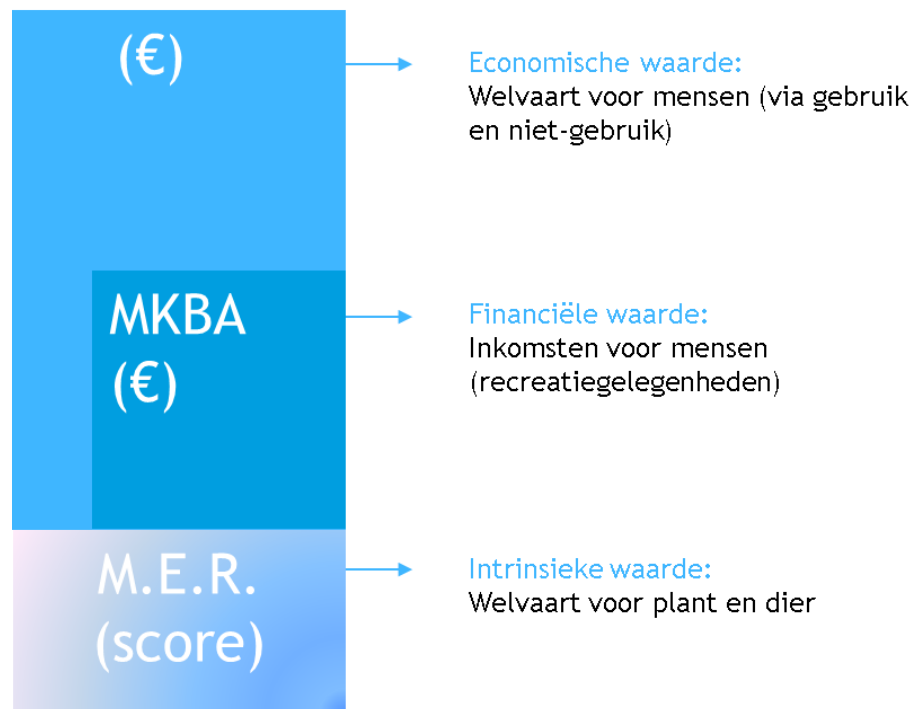 (€)
Economische waarde:
Welvaart voor mensen (via gebruik
en niet-gebruik)
MKBA
(€)
Financiële waarde:
Inkomsten voor mensen
(recreatiegelegenheden)
M.E.R.
(score)
Intrinsieke waarde:
Welvaart voor plant en dier